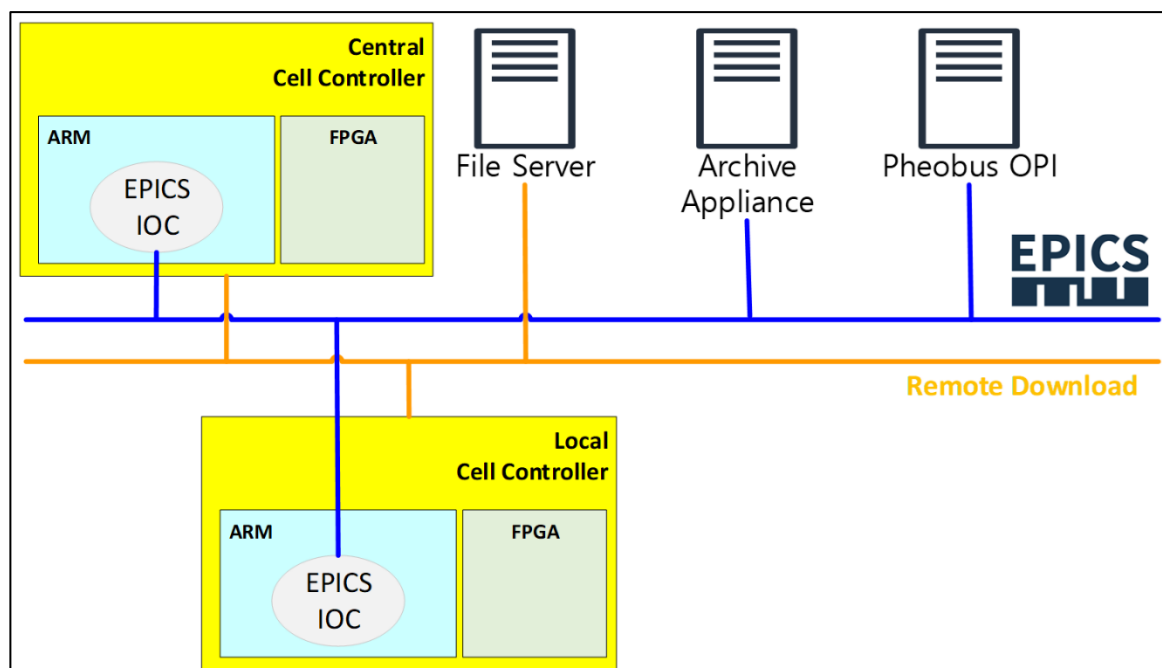 Central
Cell Controller
ARM
FPGA
EPICS
IOC
File Server
Archive
Appliance
Pheobus OPI
EPICS
Remote Download
Local
Cell Controller
ARM
FPGA
EPICS
IOC